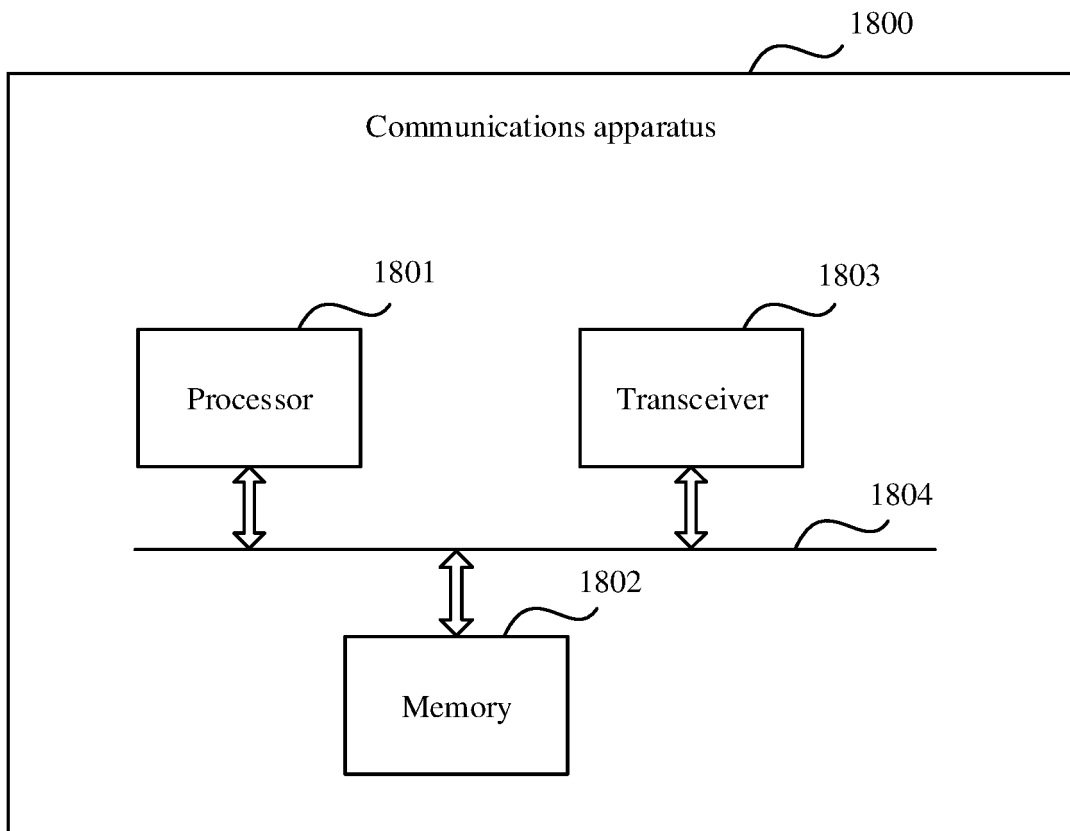 1800
Communications apparatus
1801
1803
Processor
Transceiver
1804
1802
Memory